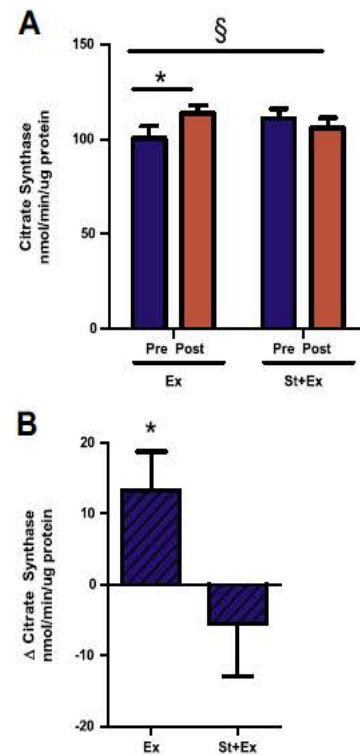 A
§
*
150
100
50
0
Citrate Synthase
nmol/min/ug protein
Pre Post
Pre Post
Ex
St+Ex
B
*
20
10
0
-10
-20
Δ Citrate Synthase
nmol/min/ug protein
Ex
St+Ex